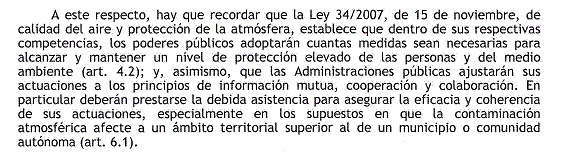 A este respecto, hay que recordar que la Ley 34/2007, de 15 de noviembre, de
calidad del aire y protección de la atmósfera, establece que dentro de sus respectivas
competencias, los poderes públicos adoptarán cuantas medidas sean necesarias para
alcanzar y mantener un nivel de protección elevado de las personas y del medio
ambiente (art. 4.2); y, asimismo, que las Administraciones públicas ajustarán sus
actuaciones a los principios de información mutua, cooperación y colaboración. En
particular deberán prestarse la debida asistencia para asegurar la eficacia y coherencia
de sus actuaciones, especialmente en los supuestos en que la contaminación
atmosférica afecte a un ámbito territorial superior al de un municipio o comunidad
autónoma (art. 6.1).